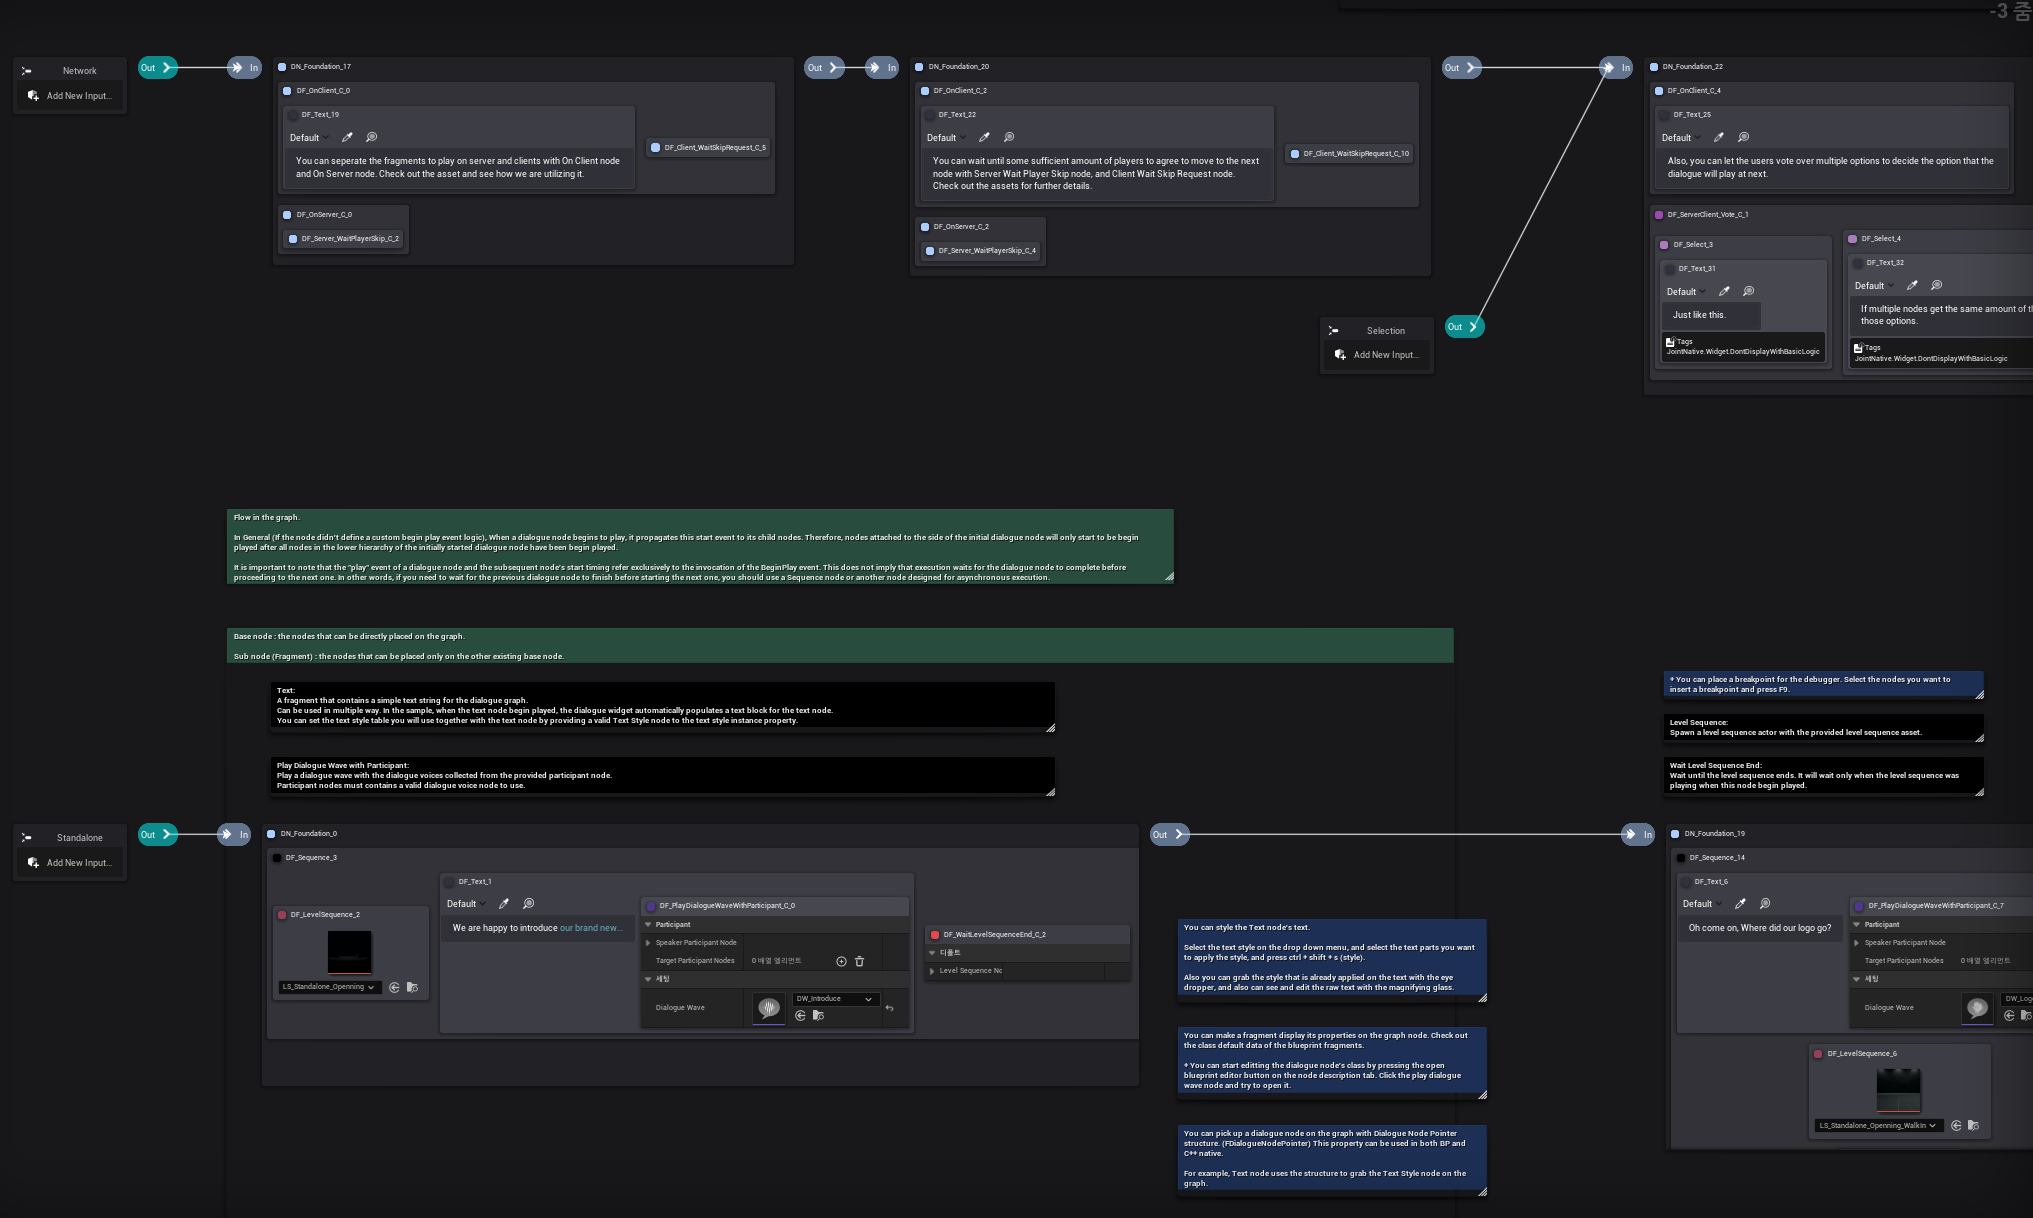 -3 줌
Network
Add New Input...
Out
In
DN_Foundation_17
DF_OnClient_C_0
DF_Text_19
Default
You can seperate the fragments to play on server and clients with On Client node
and On Server node. Check out the asset and see how we are utilizing it.
DF_Client_WaitSkipRequest_C_5
DF_OnServer_C_0
DF_Server_WaitPlayerSkip_C_2
Out
In
DN_Foundation_20
DF_OnClient_C_2
DF_Text_22
Default
You can wait until some sufficient amount of players to agree to move to the next
node with Server Wait Player Skip node, and Client Wait Skip Request node.
Check out the assets for further details.
DF_Client_WaitSkipRequest_C_10
DF_OnServer_C_2
DF_Server_WaitPlayerSkip_C_4
Out
In
Selection
Add New Input...
Out
DN_Foundation_22
DF_OnClient_C_4
DF_Text_25
Default
Also, you can let the users vote over multiple options to decide the option that the
dialogue will play at next.
DF_ServerClient_Vote_C_1
DF_Select_3
DF_Text_31
Default
Just like this.
Tags
JointNative.Widget.DontDisplayWithBasicLogic
DF_Select_4
DF_Text_32
Default
If multiple nodes get the same amount of t
those options.
Tags
JointNative.Widget.DontDisplayWithBasicLogic
Flow in the graph.
In General (If the node didn't define a custom begin play event logic), When a dialogue node begins to play, it propagates this start event to its child nodes. Therefore, nodes attached to the side of the initial dialogue node will only start to be begin
played after all nodes in the lower hierarchy of the initially started dialogue node have been begin played.
It is important to note that the "play" event of a dialogue node and the subsequent node's start timing refer exclusively to the invocation of the BeginPlay event. This does not imply that execution waits for the dialogue node to complete before
proceeding to the next one. In other words, if you need to wait for the previous dialogue node to finish before starting the next one, you should use a Sequence node or another node designed for asynchronous execution.
Base node : the nodes that can be directly placed on the graph.
Sub node (Fragment) : the nodes that can be placed only on the other existing base node.
Text:
A fragment that contains a simple text string for the dialogue graph.
Can be used in multiple way. In the sample, when the text node begin played, the dialogue widget automatically populates a text block for the text node.
You can set the text style table you will use together with the text node by providing a valid Text Style node to the text style instance property.
Play Dialogue Wave with Participant:
Play a dialogue wave with the dialogue voices collected from the provided participant node.
Participant nodes must contains a valid dialogue voice node to use.
+ You can place a breakpoint for the debugger. Select the nodes you want to
insert a breakpoint and press F9.
Level Sequence:
Spawn a level sequence actor with the provided level sequence asset.
Wait Level Sequence End:
Wait until the level sequence ends. It will wait only when the level sequence was
playing when this node begin played.
Standalone
Add New Input...
Out
In
DN_Foundation_0
DF_Sequence_3
DF_LevelSequence_2
LS_Standalone_Openning
DF_Text_1
Default
We are happy to introduce our brand new...
DF_PlayDialogueWaveWithParticipant_C_0
Participant
Speaker Participant Node
Target Participant Nodes
0 배열 엘리먼트
세팅
Dialogue Wave
DW_Introduce
DF_WaitLevelSequenceEnd_C_2
디폴트
Level Sequence Nc
Out
In
You can style the Text node's text.
Select the text style on the drop down menu, and select the text parts you want
to apply the style, and press ctrl + shift + s (style).
Also you can grab the style that is already applied on the text with the eye
dropper, and also can see and edit the raw text with the magnifying glass.
You can make a fragment display its properties on the graph node. Check out
the class default data of the blueprint fragments.
+ You can start editting the dialogue node's class by pressing the open
blueprint editor button on the node description tab. Click the play dialogue
wave node and try to open it.
You can pick up a dialogue node on the graph with Dialogue Node Pointer
structure. (FDialogueNodePointer) This property can be used in both BP and
C++ native.
For example, Text node uses the structure to grab the Text Style node on the
graph.
DN_Foundation_19
DF_Sequence_14
DF_Text_6
Default
Oh come on, Where did our logo go?
DF_PlayDialogueWaveWithParticipant_C_7
Participant
Speaker Participant Node
Target Participant Nodes
0 배열 엘리먼트
세팅
Dialogue Wave
DW_Log
DF_LevelSequence_6
LS_Standalone_Openning_WalkIn